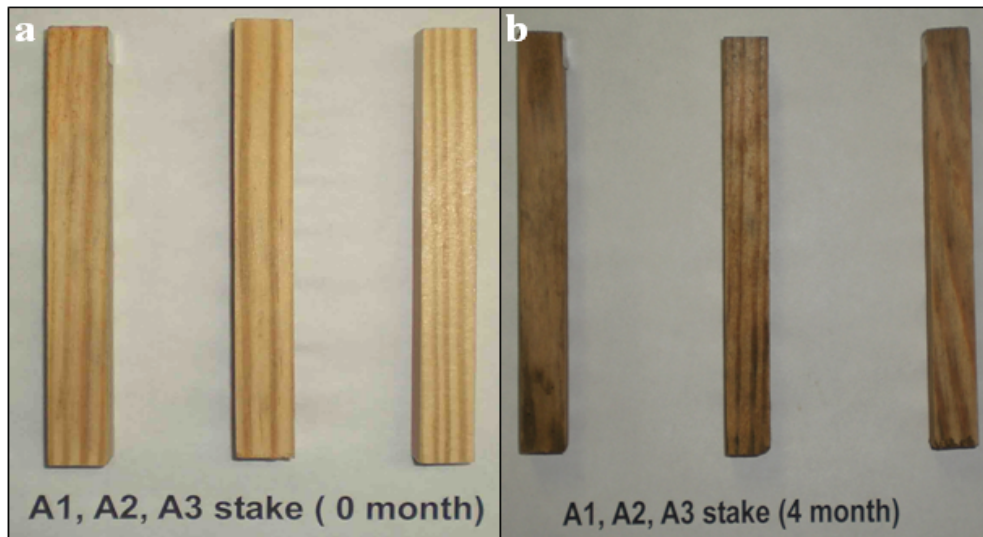 a
b
A1, A2, A3 stake ( 0 month)
A1, A2, A3 stake (4 month)